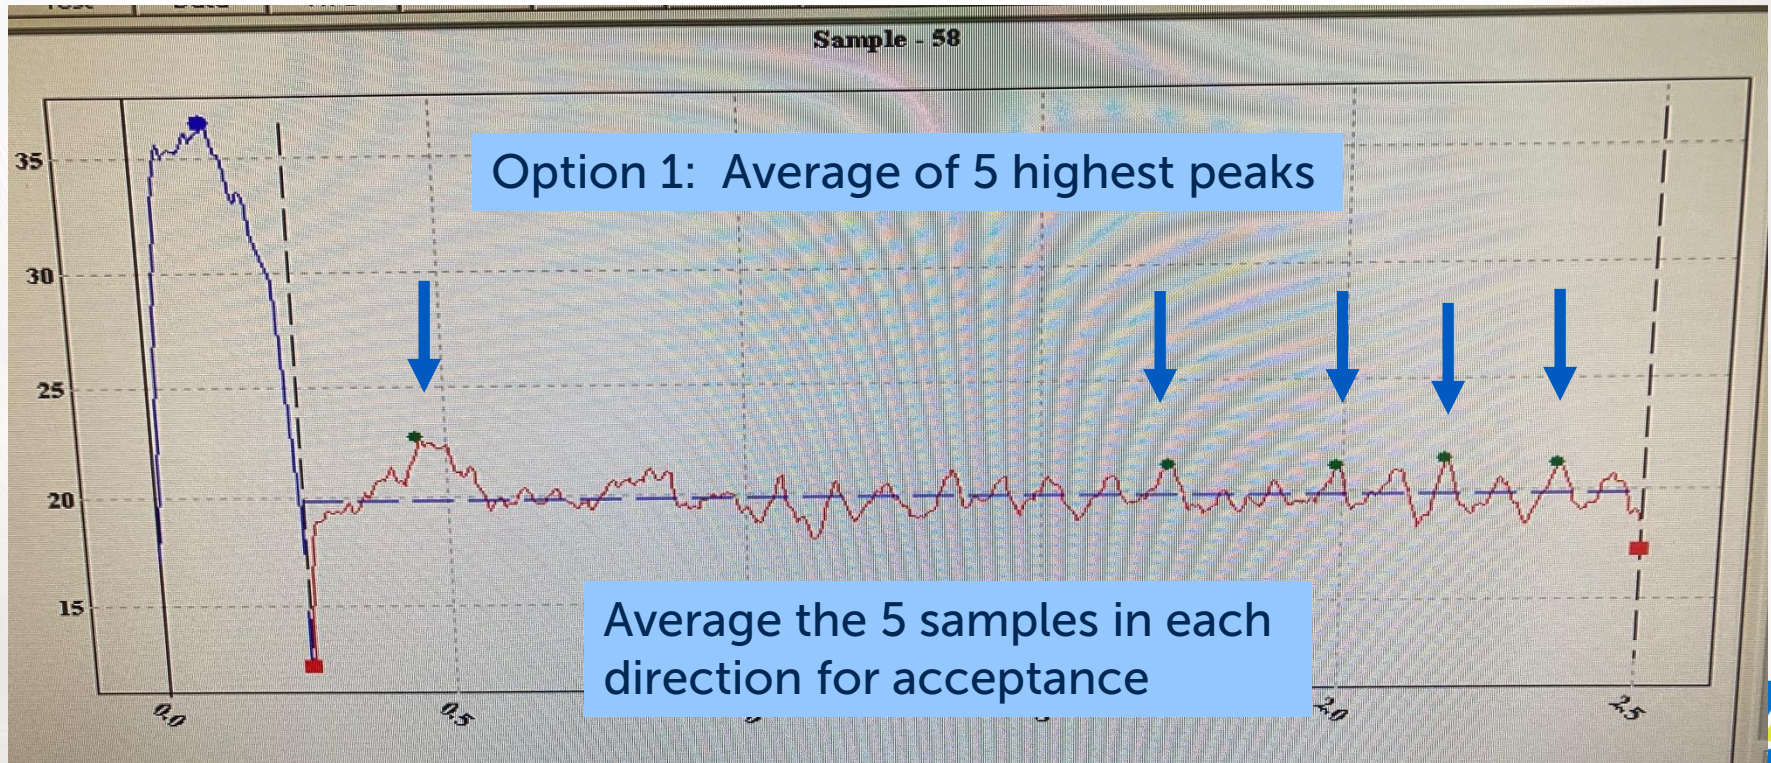 Sample - 58
Option 1: Average of 5 highest peaks
35
30
25
20
15
Average the 5 samples in each
direction for acceptance
0.0
0.5
2.0
2.5